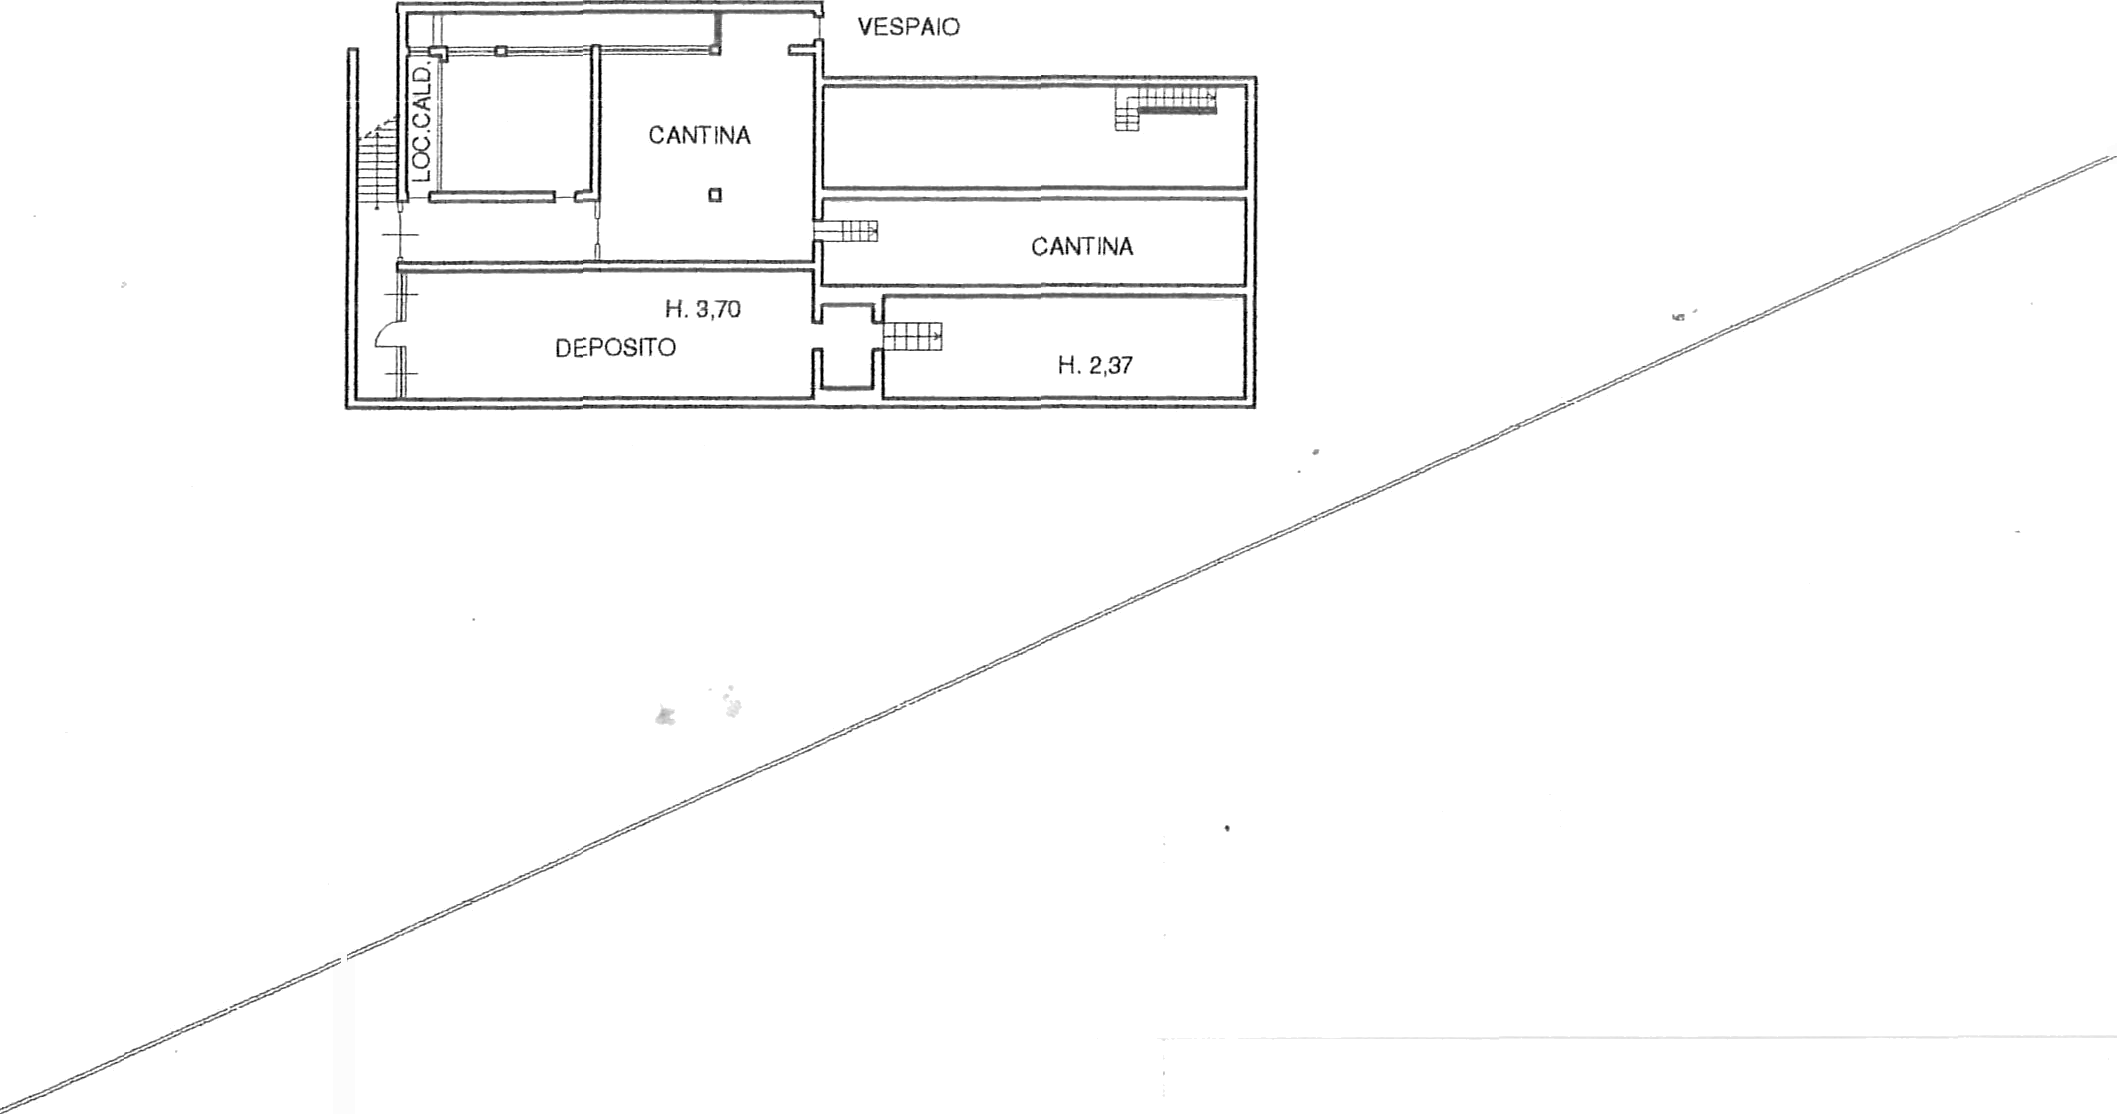 VESPAIO
LOC.CALD.
CANTINA
CANTINA
H. 3,70
DEPOSITO
H. 2,37